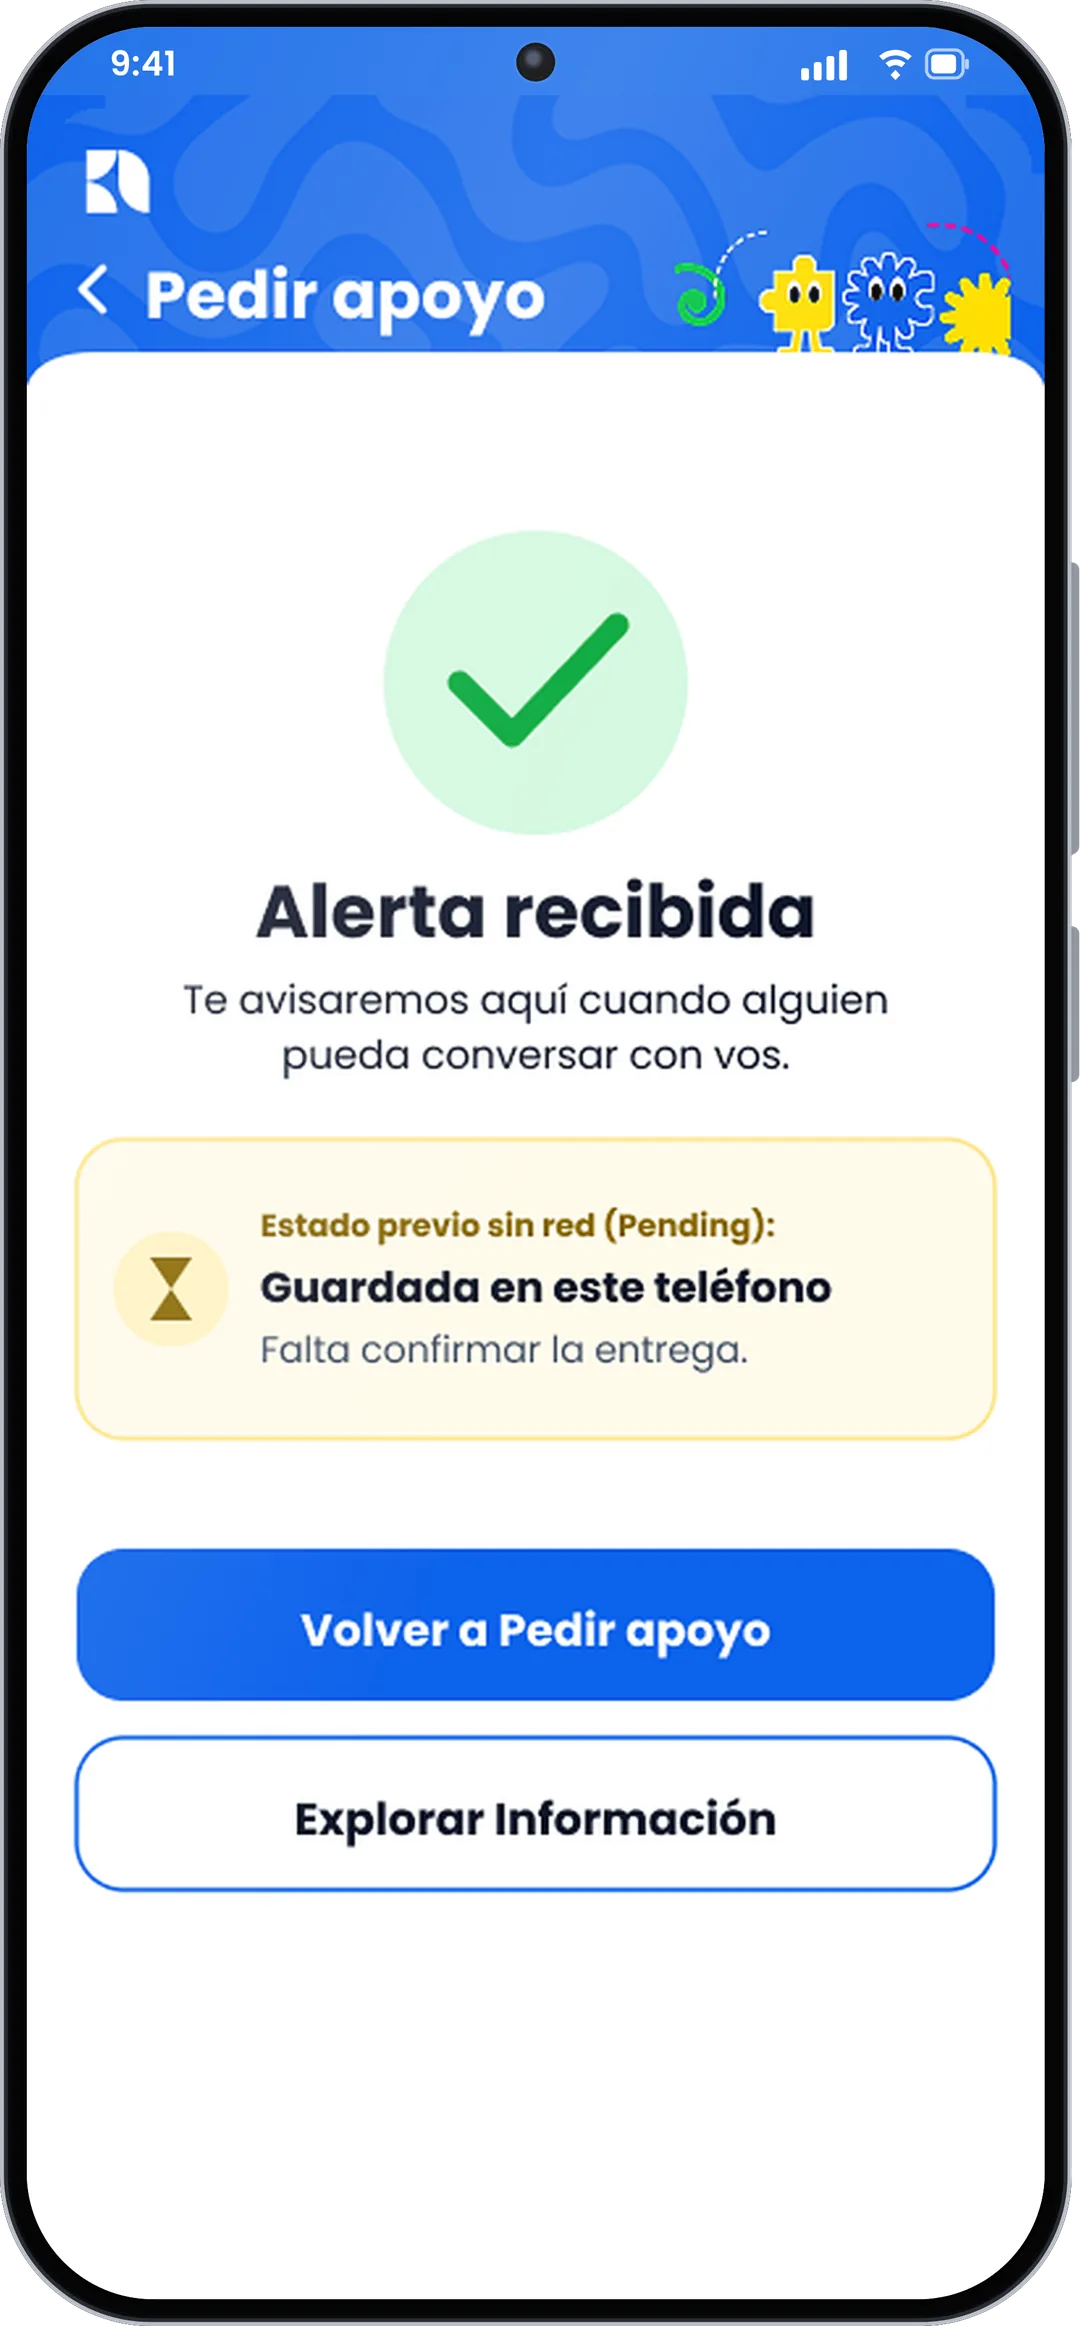 9:41
Pedir apoyo
Alerta recibida
Te avisaremos aquí cuando alguien
pueda conversar con vos.
Estado previo sin red (Pending):
Guardada en este teléfono
Falta confirmar la entrega.
Volver a Pedir apoyo
Explorar Información